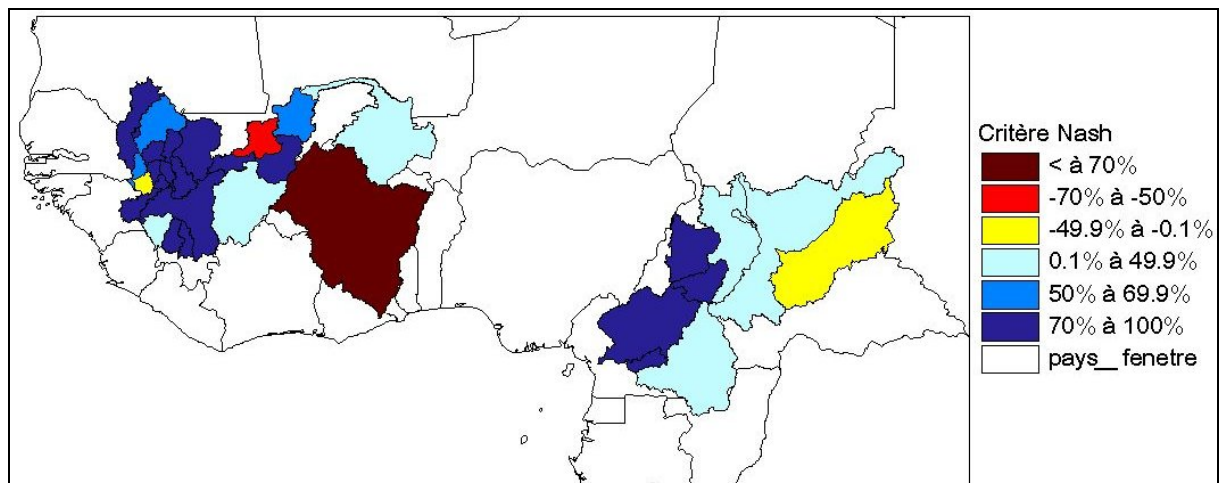 Critère Nash
< à 70%
-70% à -50%
-49.9% à -0.1%
0.1% à 49.9%
50% à 69.9%
70% à 100%
pays__ fenetre